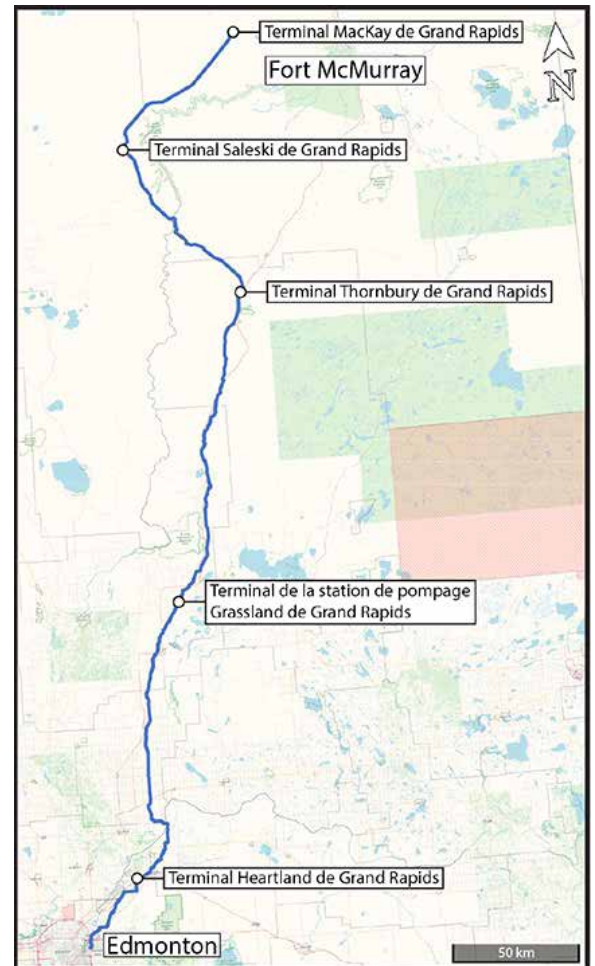 Terminal MacKay de Grand Rapids
Fort McMurray
N
Terminal Saleski de Grand Rapids
Terminal Thornbury de Grand Rapids
Terminal de la station de pompage
Grassland de Grand Rapids
Terminal Heartland de Grand Rapids
Edmonton
50 km